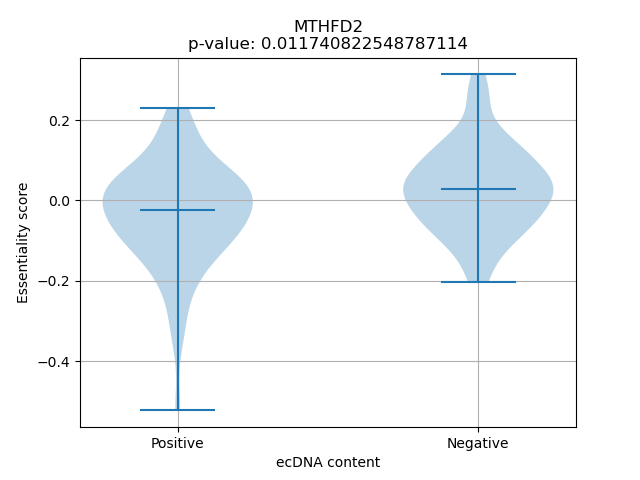 MTHFD2
p-value: 0.011740822548787114
Essentiality score
0.2
0.0
−0.2
−0.4
Positive
Negative
ecDNA content